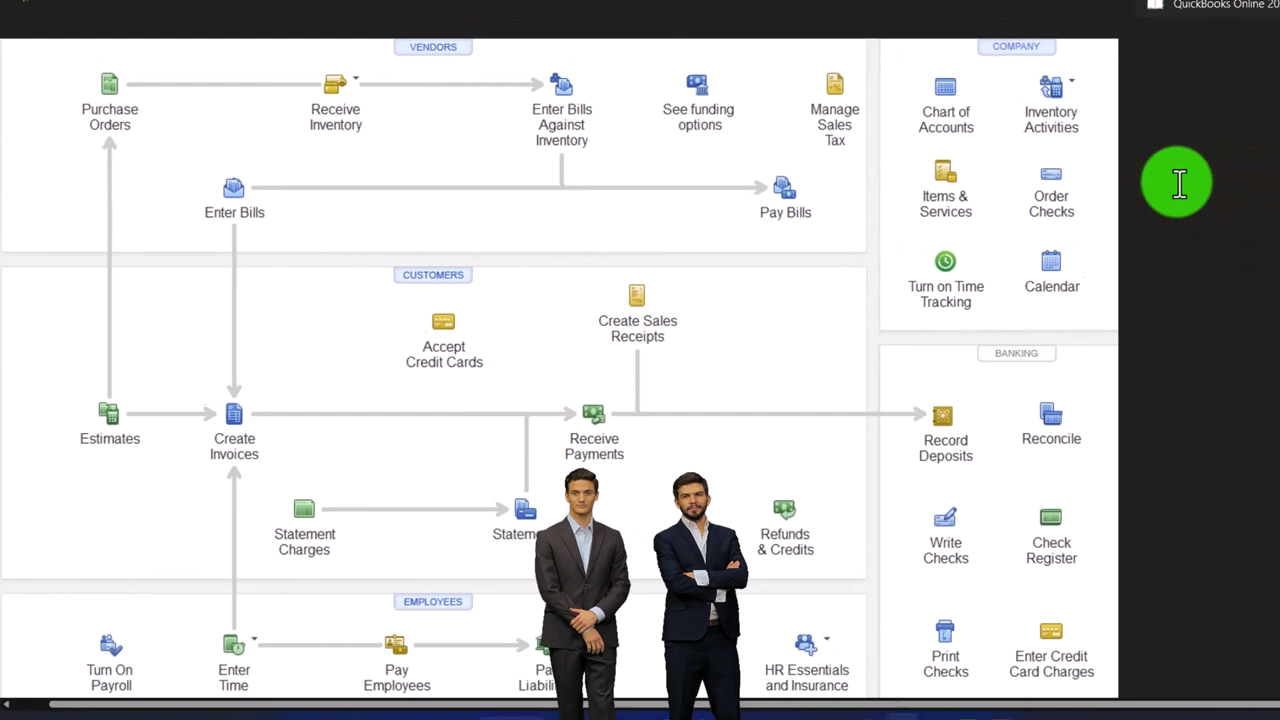 QuickBooks Online 20
VENDORS
Purchase
Orders
Receive
Inventory
Enter Bills
Against
Inventory
See funding
options
Manage
Sales
Tax
Enter Bills
Pay Bills
COMPANY
Chart of
Accounts
Inventory
Activities
Items &
Services
Order
Checks
Turn on Time
Tracking
Calendar
CUSTOMERS
Accept
Credit Cards
Create Sales
Receipts
Estimates
Create
Invoices
Receive
Payments
Statement
Charges
Statem
Refunds
& Credits
BANKING
Record
Deposits
Reconcile
Write
Checks
Check
Register
Print
Checks
Enter Credit
Card Charges
EMPLOYEES
Turn On
Payroll
Enter
Time
Pay
Employees
Pa
Liabili
HR Essentials
and Insurance